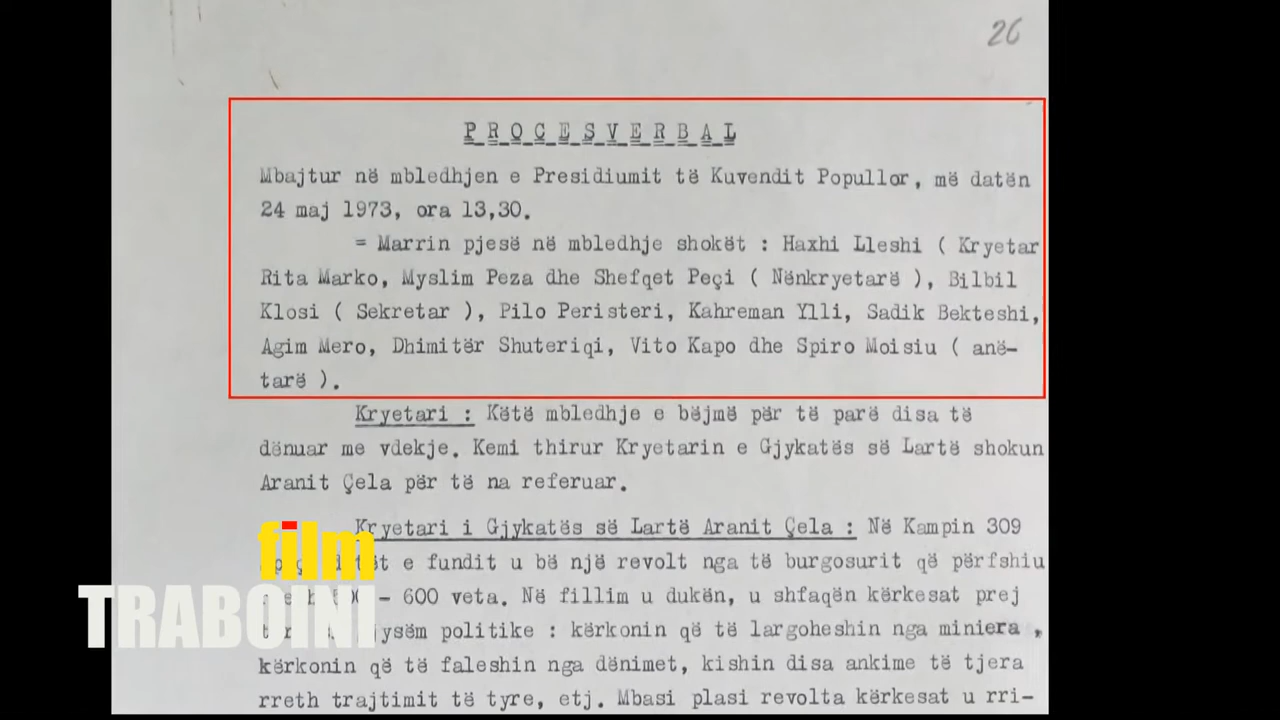 26
PROÇESVERBAL
Mbajtur në mbledhjen e Presidiumit të Kuvendit Popullor, më datën
24 maj 1973, ora 13,30.
= Marrin pjesë në mbledhje shokët : Haxhi Lleshi ( Kryetar
Rita Marko, Myslim Peza dhe Shefqet Peçi ( Nënkryetarë ), Bilbil
Klosi ( Sekretar ), Pilo Peristeri, Kahreman Ylli, Sadik Bekteshi,
Agim Mero, Dhimitër Shuteriqi, Vito Kapo dhe Spiro Moisiu ( anë-
tarë ).
Kryetari : Këtë mbledhje e bëjmë për të parë disa të
dënuar me vdekje. Kemi thirur Kryetarin e Gjykatës së Lartë shokun
Aranit Çela për të na referuar.
Kryetari i Gjykatës së Lartë Aranit Çela : Në Kampin 309
e fundit u bë një revolt nga të burgosurit që përfshiu
- 600 veta. Në fillim u dukën, u shfaqën kërkesat prej
politike : kërkonin që të largoheshin nga miniera ,
kërkonin që të faleshin nga dënimet, kishin disa ankime të tjera
rreth trajtimit të tyre, etj. Mbasi plasi revolta kërkesat u rri-
film
TRABOINI